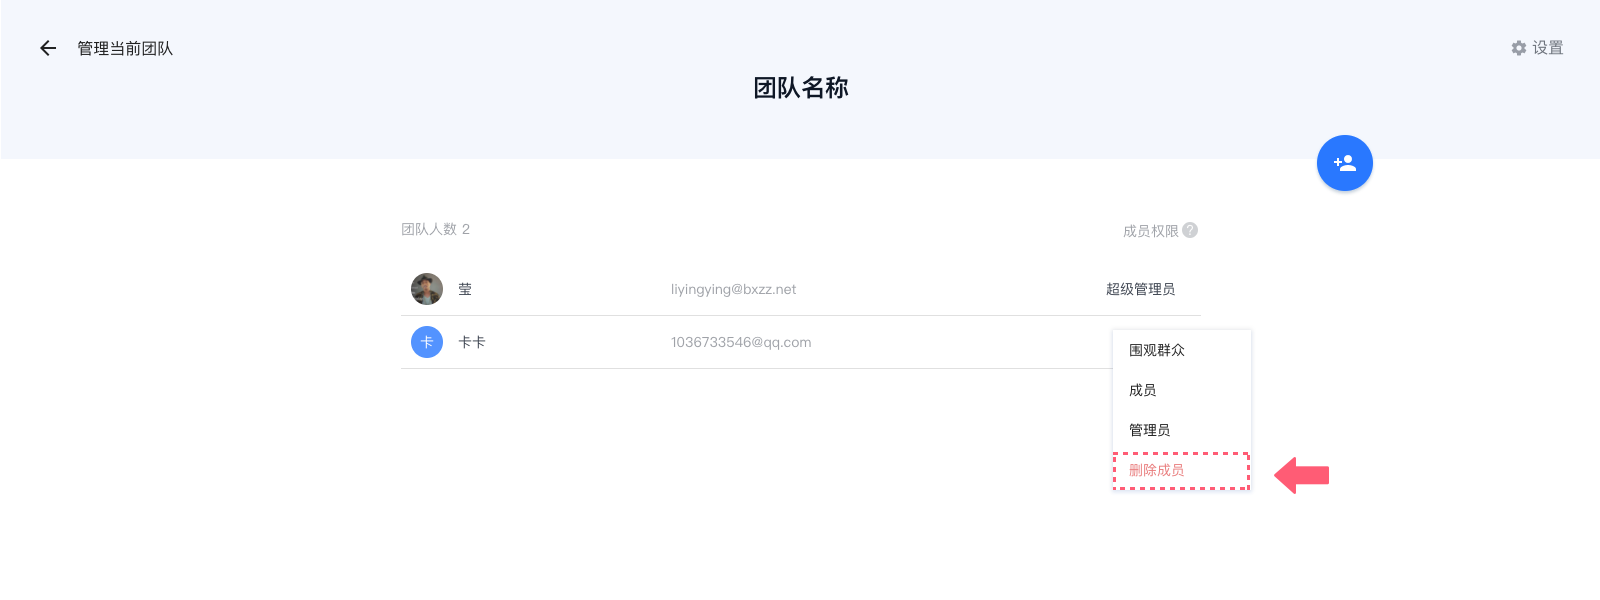 管理当前团队
设置
团队名称
团队人数 2
成员权限 ?
莹 liyingying@bxzz.net 超级管理员
卡 卡卡 1036733546@qq.com
围观群众
成员
管理员
删除成员